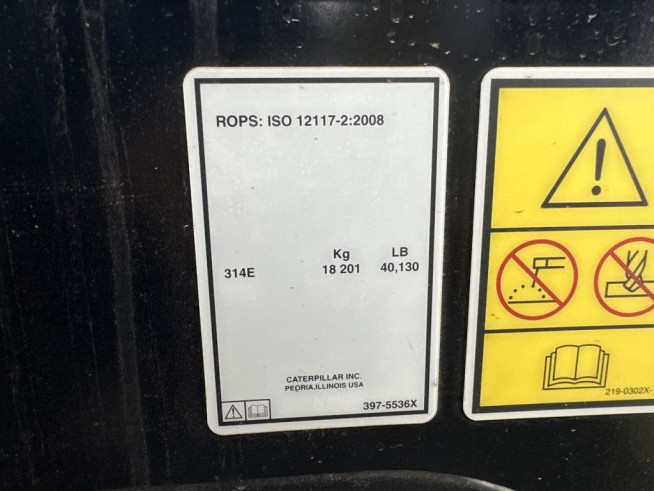 ROPS: ISO 12117-2:2008
Kg LB
314E 18 201 40,130
CATERPILLAR INC.
PEORIA,ILLINOIS USA
397-5536X
219-0302X-